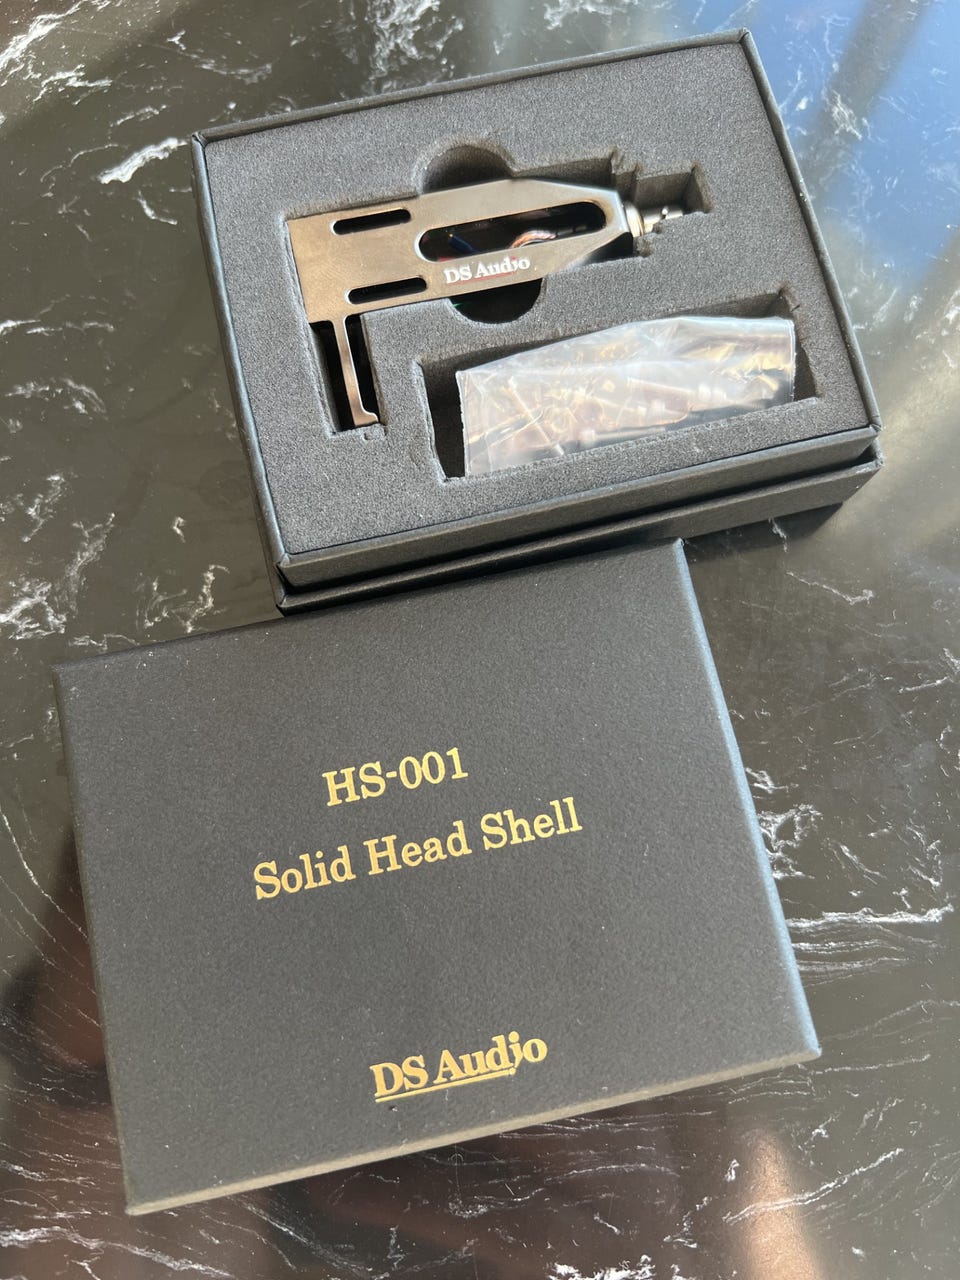 DS Audio
HS-001
Solid Head Shell
DS Audio